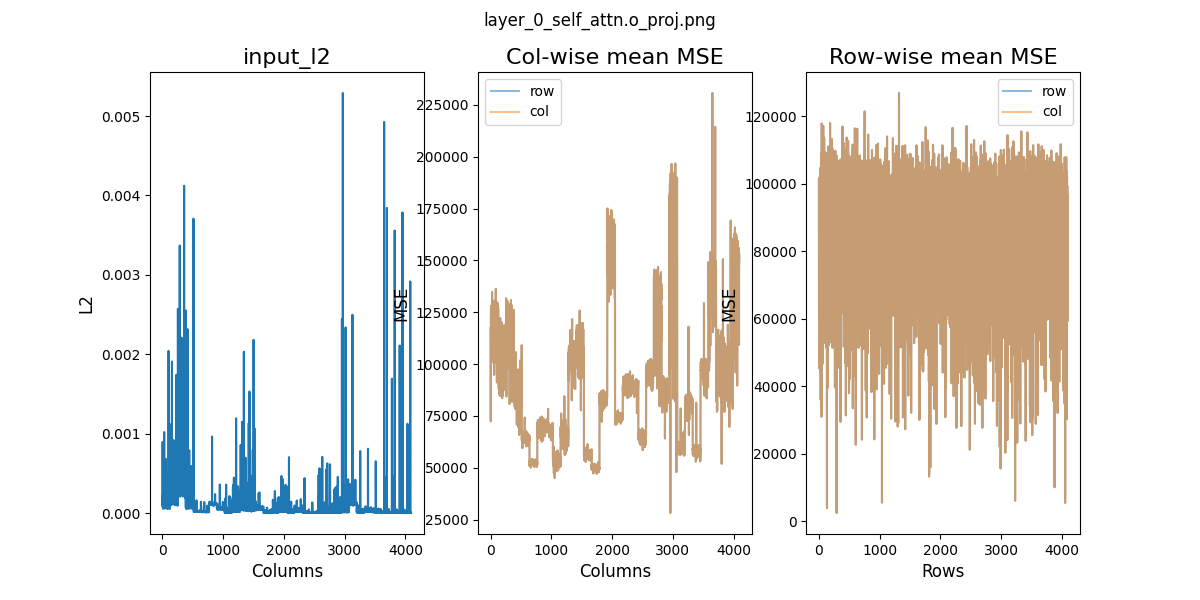 layer_0_self_attn.o_proj.png
input_l2
L2
0.005
0.004
0.003
0.002
0.001
0.000
0 1000 2000 3000 4000
Columns
Col-wise mean MSE
row
col
MSE
225000
200000
175000
150000
125000
100000
75000
50000
25000
0 1000 2000 3000 4000
Columns
Row-wise mean MSE
row
col
MSE
120000
100000
80000
60000
40000
20000
0
0 1000 2000 3000 4000
Rows